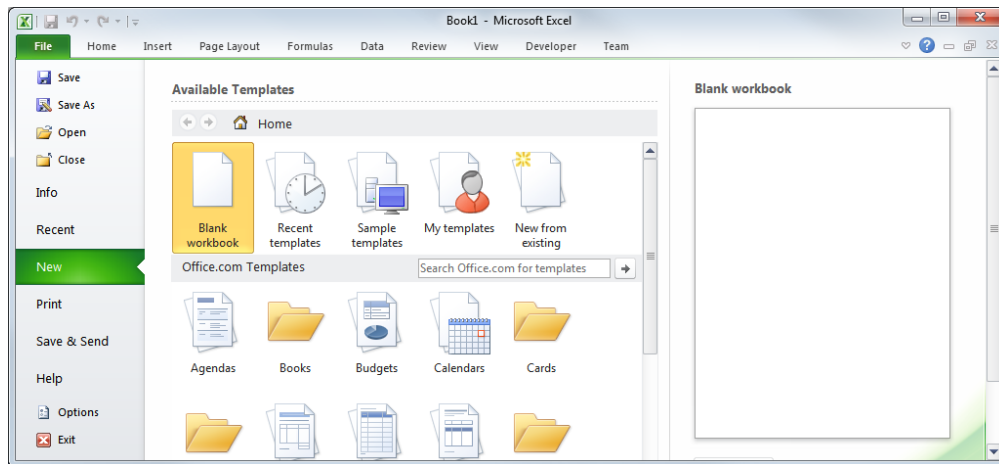 Book1 - Microsoft Excel
File Home Insert Page Layout Formulas Data Review View Developer Team
Save
Save As
Open
Close
Info
Recent
New
Print
Save & Send
Help
Options
Exit
Available Templates
Home
Blank workbook
Recent templates
Sample templates
My templates
New from existing
Office.com Templates
Search Office.com for templates
Agendas
Books
Budgets
Calendars
Cards
Blank workbook